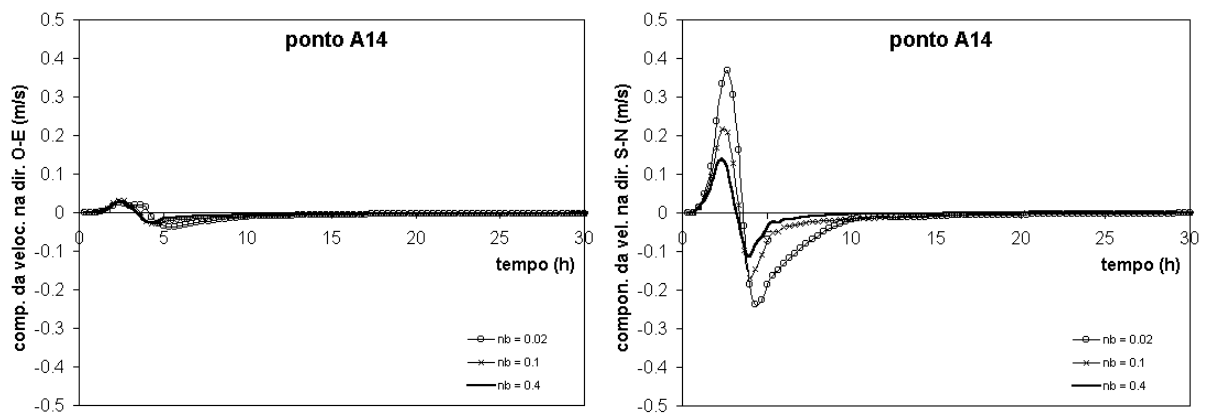 ponto A14
comp. da veloc. na dir. O-E (m/s)
0.5
0.4
0.3
0.2
0.1
0
-0.1
-0.2
-0.3
-0.4
-0.5
0 5 10 15 20 25 30
tempo (h)
nb = 0.02
nb = 0.1
nb = 0.4
ponto A14
compon. da vel. na dir. S-N (m/s)
0.5
0.4
0.3
0.2
0.1
0
-0.1
-0.2
-0.3
-0.4
-0.5
0 5 10 15 20 25 30
tempo (h)
nb = 0.02
nb = 0.1
nb = 0.4